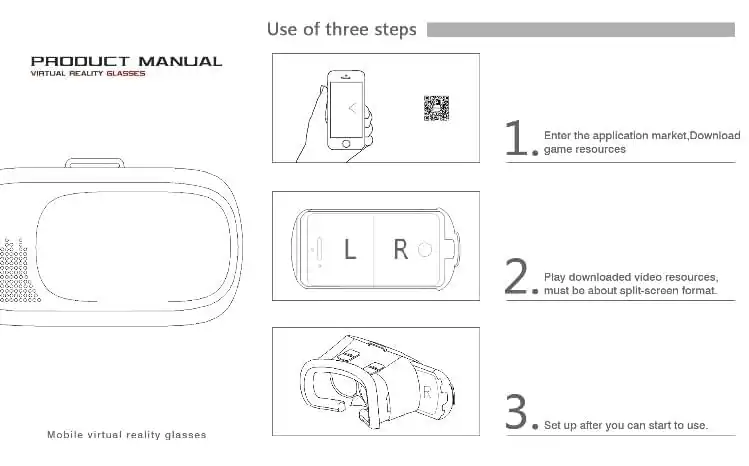 PRODUCT MANUAL
VIRTUAL REALITY GLASSES
Mobile virtual reality glasses
Use of three steps
1. Enter the application market,Download
game resources
L R
2. Play downloaded video resources,
must be about split-screen format.
R
3. Set up after you can start to use.